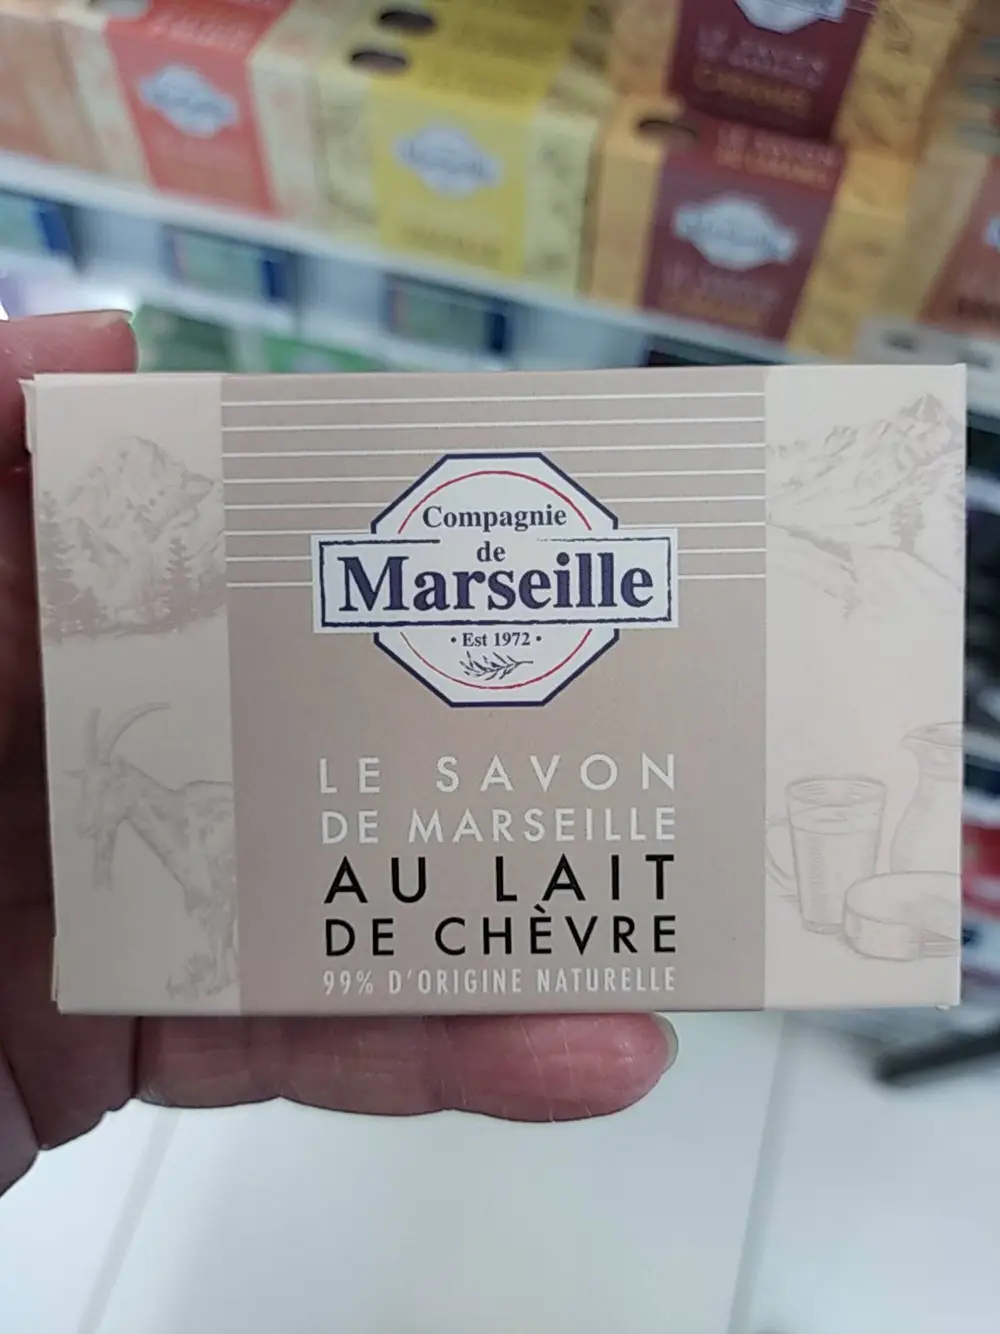 Compagnie
de
Marseille
• Est 1972 •
LE SAVON
DE MARSEILLE
AU LAIT
DE CHÈVRE
99% D'ORIGINE NATURELLE